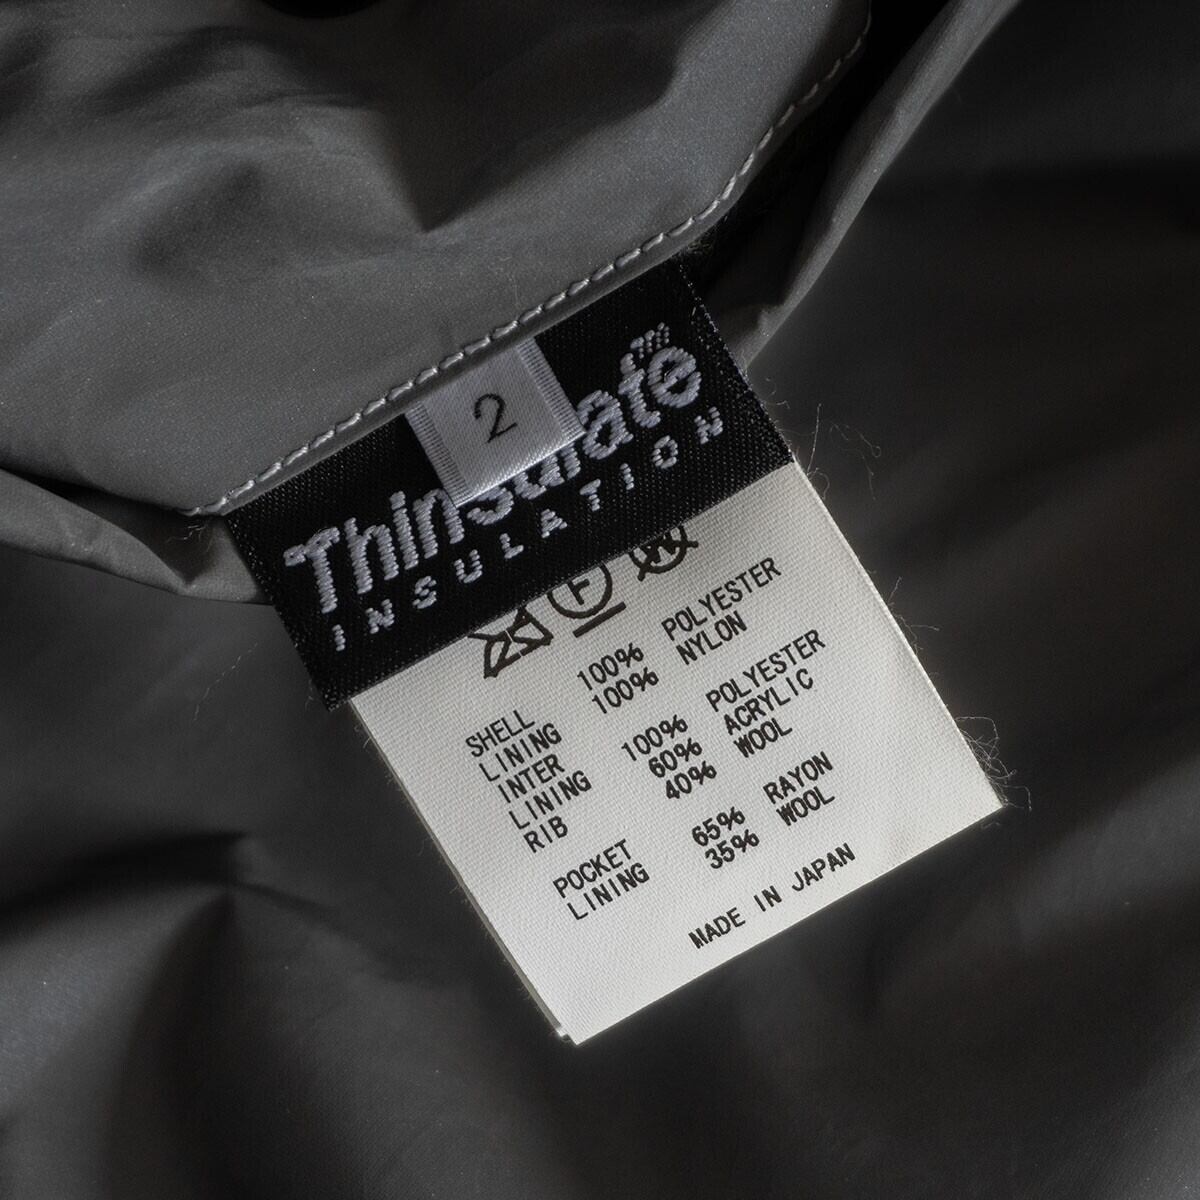 2
Thinsulate™
INSULATION
F
W
SHELL 100% POLYESTER
LINING 100% NYLON
INTER
LINING 100% POLYESTER
RIB 60% ACRYLIC
40% WOOL
POCKET 65% RAYON
LINING 35% WOOL
MADE IN JAPAN